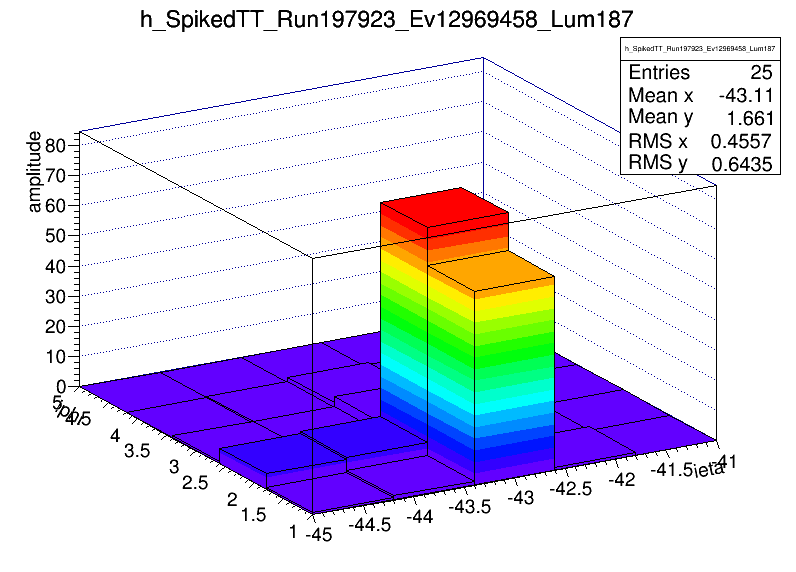 h_SpikedTT_Run197923_Ev12969458_Lum187
h_SpikedTT_Run197923_Ev12969458_Lum187
Entries 25
Mean x -43.11
Mean y 1.661
RMS x 0.4557
RMS y 0.6435
amplitude
80
70
60
50
40
30
20
10
0
5
4.5
iphi
4
3.5
3
2.5
2
1.5
1
-45
-44.5
-44
-43.5
-43
-42.5
-42
-41.5
ieta
-41